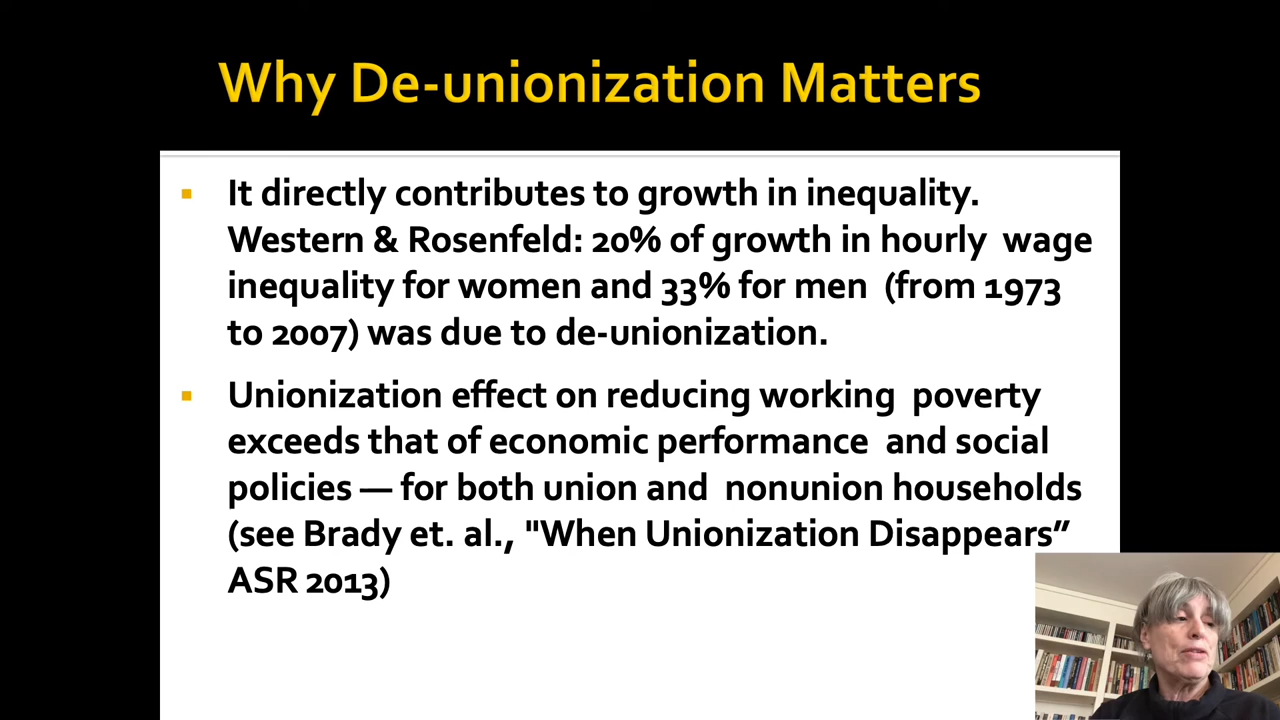 Why De-unionization Matters
It directly contributes to growth in inequality.
Western & Rosenfeld: 20% of growth in hourly wage
inequality for women and 33% for men (from 1973
to 2007) was due to de-unionization.
Unionization effect on reducing working poverty
exceeds that of economic performance and social
policies — for both union and nonunion households
(see Brady et. al., "When Unionization Disappears”
ASR 2013)